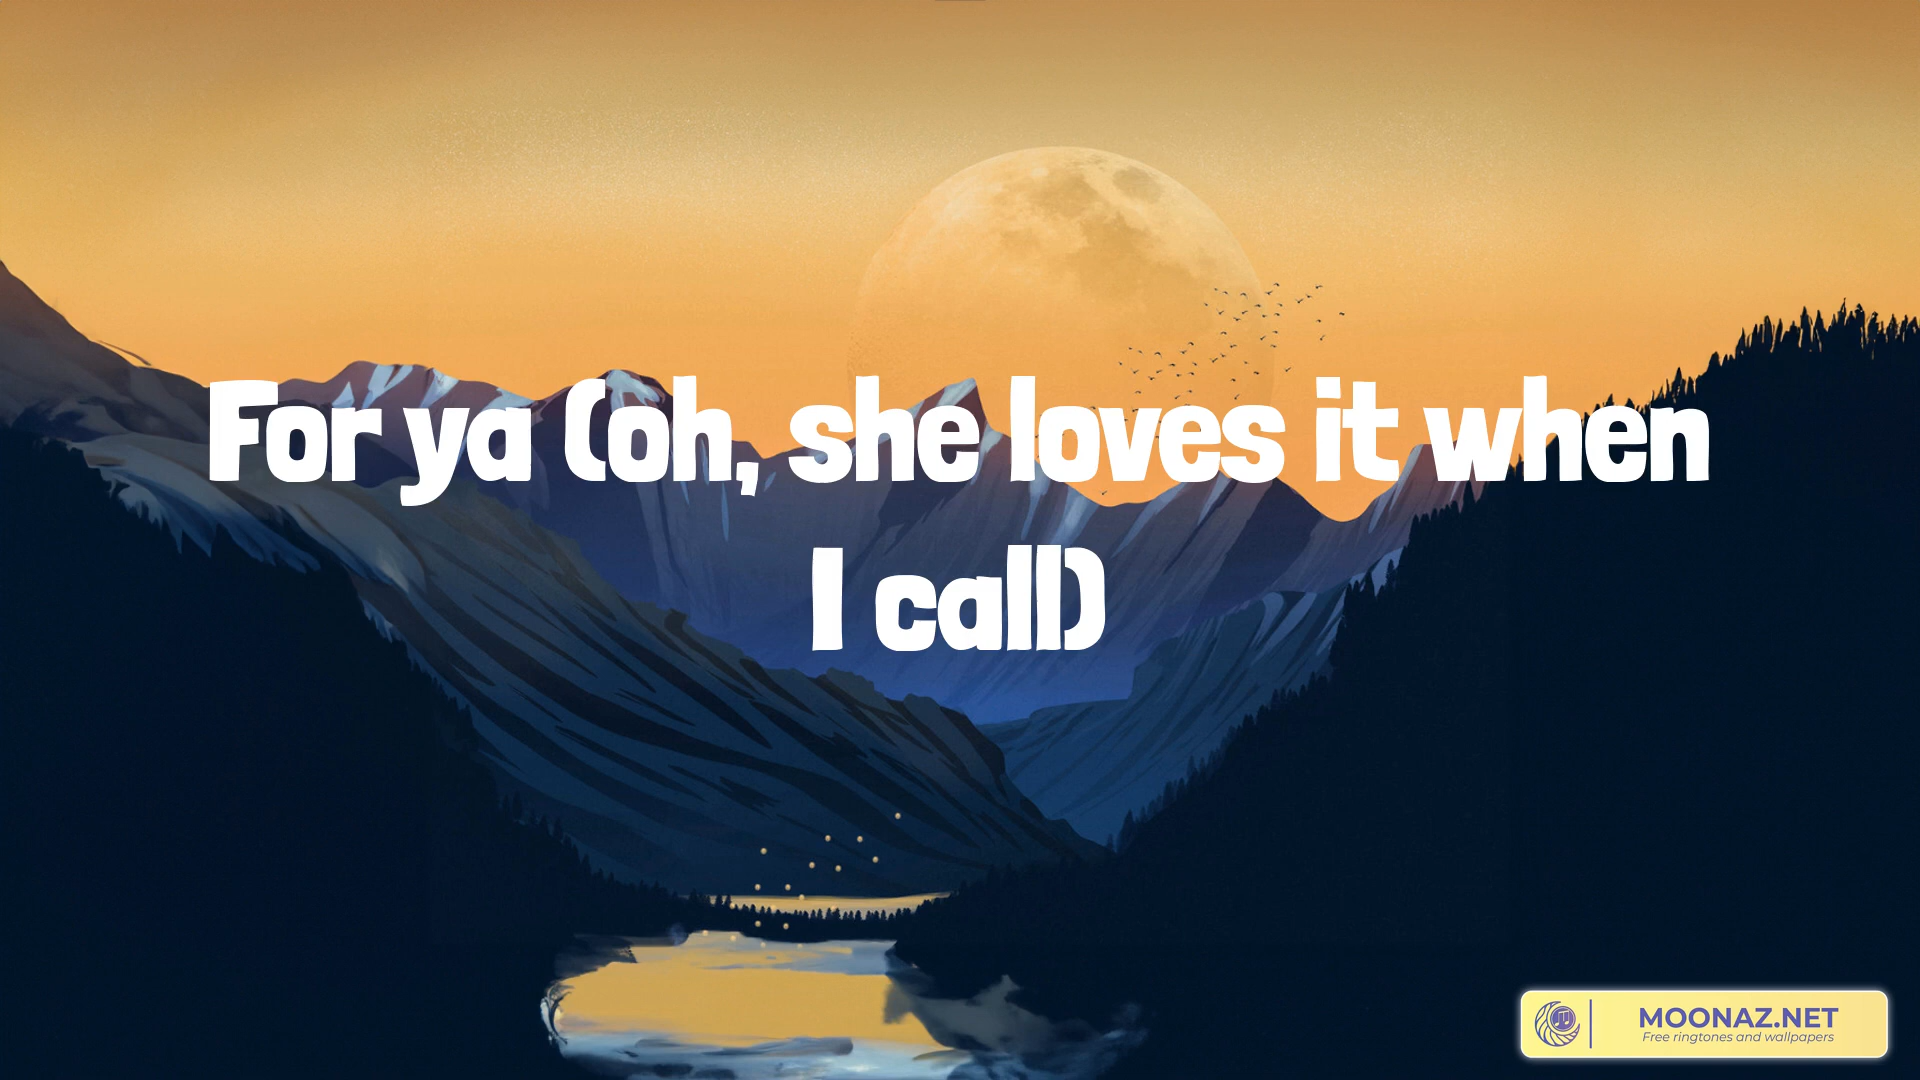 For ya (oh, she loves it when
I call)
MOONAZ.NET
Free ringtones and wallpapers